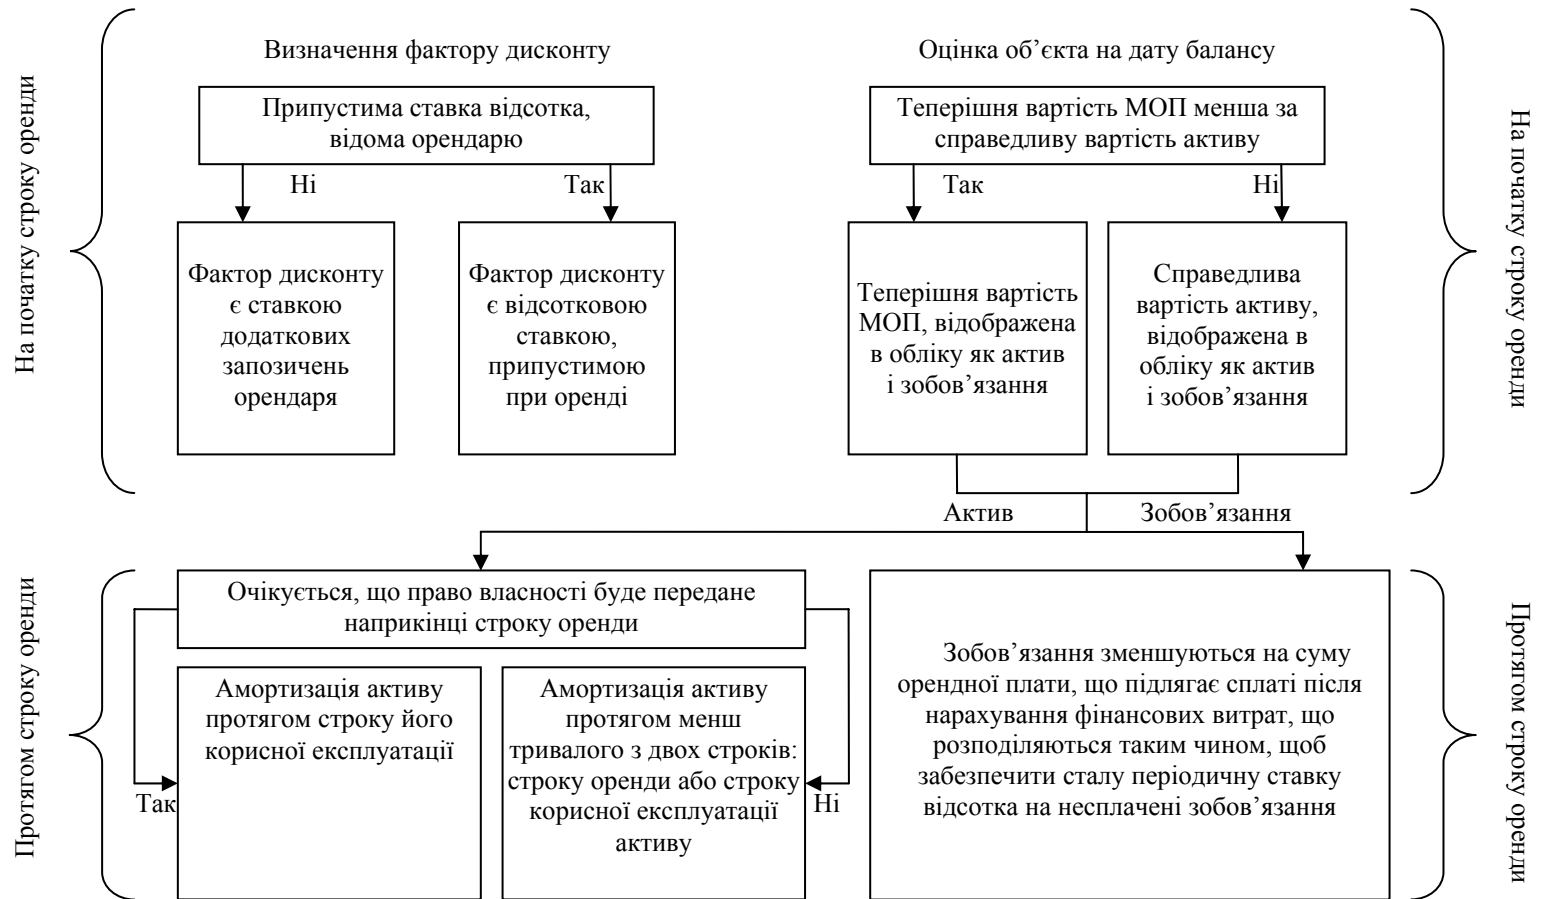 На початку строку оренди
Визначення фактору дисконту
Припустима ставка відсотка,
відома орендарю
Ні
Так
Фактор дисконту
є ставкою
додаткових
запозичень
орендаря
Фактор дисконту
є відсотковою
ставкою,
припустимою
при оренді
Оцінка об’єкта на дату балансу
Теперішня вартість МОП менша за
справедливу вартість активу
Так
Ні
Теперішня вартість
МОП, відображена
в обліку як актив
і зобов’язання
Справедлива
вартість активу,
відображена в
обліку як актив
і зобов’язання
На початку строку оренди
Актив
Зобов’язання
Протягом строку оренди
Очікується, що право власності буде передане
наприкінці строку оренди
Так
Амортизація активу
протягом строку його
корисної експлуатації
Амортизація активу
протягом менш
тривалого з двох строків:
строку оренди або строку
корисної експлуатації
активу
Ні
Зобов’язання зменшуються на суму
орендної плати, що підлягає сплаті після
нарахування фінансових витрат, що
розподіляються таким чином, щоб
забезпечити сталу періодичну ставку
відсотка на несплачені зобов’язання
Протягом строку оренди